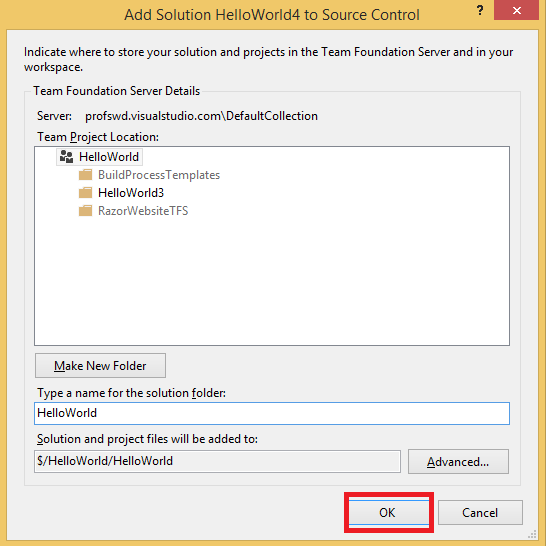 Add Solution HelloWorld4 to Source Control
?
Indicate where to store your solution and projects in the Team Foundation Server and in your
workspace.
Team Foundation Server Details
Server: profswd.visualstudio.com\DefaultCollection
Team Project Location:
HelloWorld
BuildProcessTemplates
HelloWorld3
RazorWebsiteTFS
Make New Folder
Type a name for the solution folder:
HelloWorld
Solution and project files will be added to:
$/HelloWorld/HelloWorld
Advanced...
OK Cancel